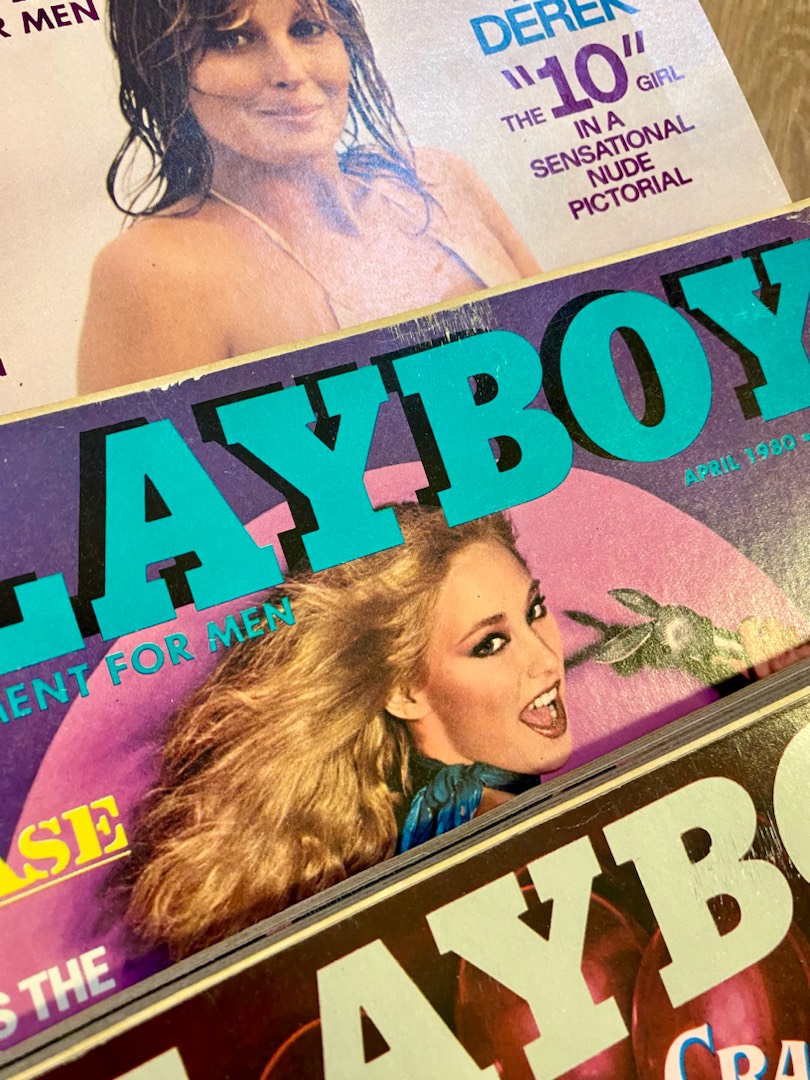 R MEN
DEREK
THE "10" GIRL
IN A
SENSATIONAL
NUDE
PICTORIAL
N
LAYBOY
APRIL 1980
MENT FOR MEN
ASE
S THE
LAYBO
CRA